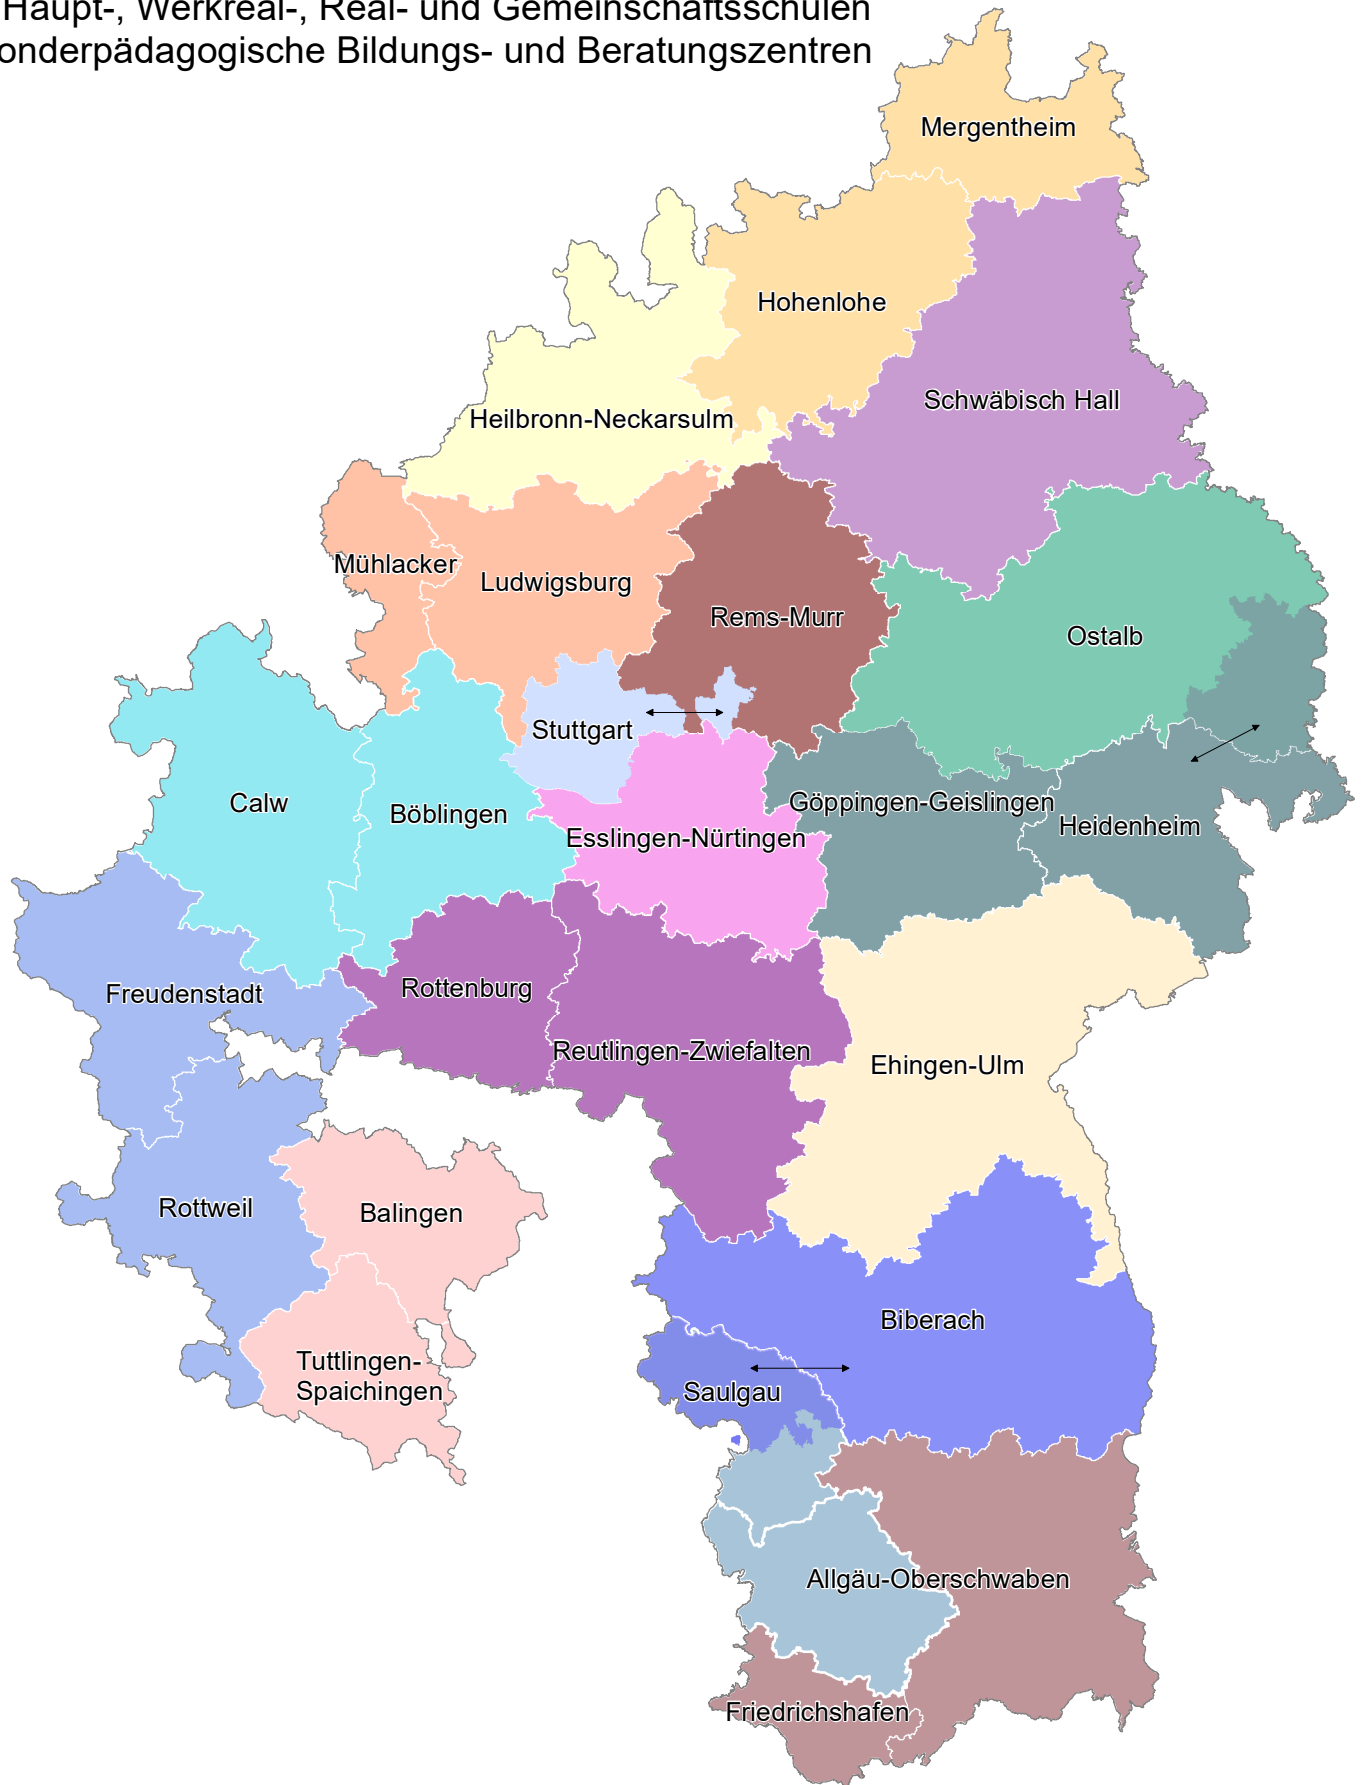 Haupt-, Werkreal-, Real- und Gemeinschaftsschulen
onderpädagogische Bildungs- und Beratungszentren
Mergentheim
Hohenlohe
Schwäbisch Hall
Heilbronn-Neckarsulm
Mühlacker
Ludwigsburg
Rems-Murr
Ostalb
Stuttgart
Calw
Böblingen
Göppingen-Geislingen
Heidenheim
Esslingen-Nürtingen
Freudenstadt
Rottenburg
Reutlingen-Zwiefalten
Ehingen-Ulm
Rottweil
Balingen
Biberach
Tuttlingen-
Spaichingen
Saulgau
Allgäu-Oberschwaben
Friedrichshafen